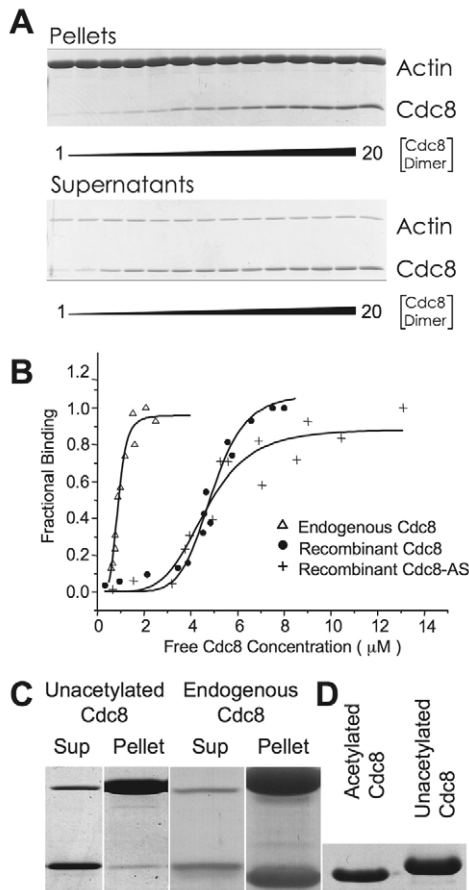 A
Pellets
Actin
Cdc8
1 20 [Cdc8 Dimer]
Supernatants
Actin
Cdc8
1 20 [Cdc8 Dimer]
B
Fractional Binding
1.2
1.0
0.8
0.6
0.4
0.2
0.0
△ Endogenous Cdc8
● Recombinant Cdc8
+ Recombinant Cdc8-AS
0 2 4 6 8 10 12 14
Free Cdc8 Concentration ( μM )
C
Unacetylated Cdc8
Endogenous Cdc8
Sup Pellet Sup Pellet
D
Acetylated Cdc8
Unacetylated Cdc8